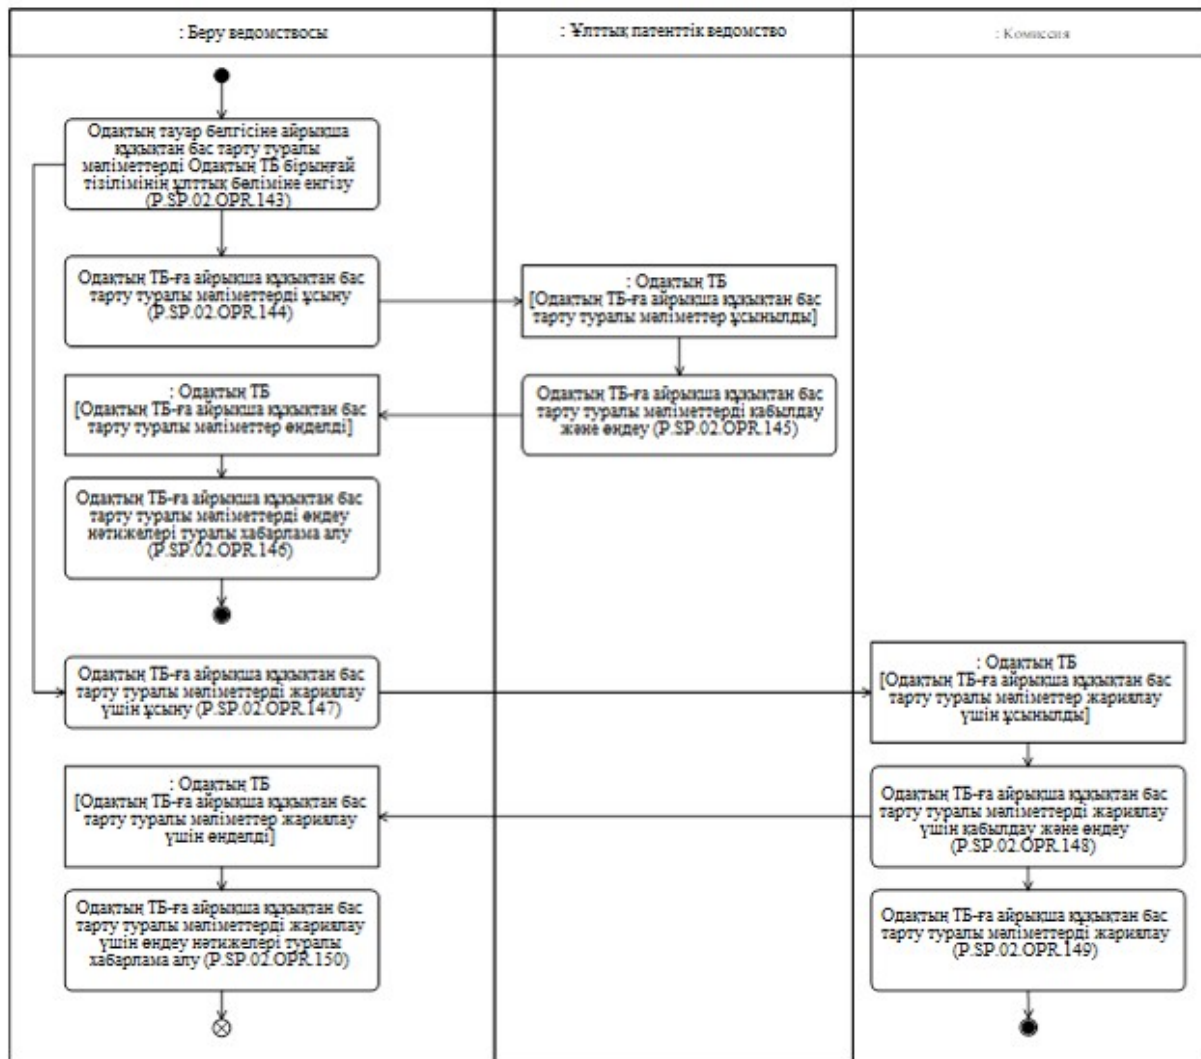 : Беру ведомствосы
: Ұлттық патенттік ведомство
: Комиссия
Одақтың тауар белгісіне айрықша
құқықтан бас тарту туралы
мәліметтерді Одақтың ТБ бірыңғай
тізілімінің ұлттық бөліміне енгізу
(P.SP.02.OPR.143)
Одақтың ТБ-ға айрықша құқықтан бас
тарту туралы мәліметтерді ұсыну
(P.SP.02.OPR.144)
: Одақтың ТБ
[Одақтың ТБ-ға айрықша құқықтан бас
тарту туралы мәліметтер ұсынылды]
Одақтың ТБ-ға айрықша құқықтан бас
тарту туралы мәліметтерді қабылдау
және өңдеу (P.SP.02.OPR.145)
: Одақтың ТБ
[Одақтың ТБ-ға айрықша құқықтан бас
тарту туралы мәліметтер өңделді]
Одақтың ТБ-ға айрықша құқықтан бас
тарту туралы мәліметтерді өңдеу
нәтижелері туралы хабарлама алу
(P.SP.02.OPR.146)
Одақтың ТБ-ға айрықша құқықтан бас
тарту туралы мәліметтерді жариялау
үшін ұсыну (P.SP.02.OPR.147)
: Одақтың ТБ
[Одақтың ТБ-ға айрықша құқықтан бас
тарту туралы мәліметтер жариялау
үшін ұсынылды]
Одақтың ТБ-ға айрықша құқықтан бас
тарту туралы мәліметтерді жариялау
үшін қабылдау және өңдеу
(P.SP.02.OPR.148)
: Одақтың ТБ
[Одақтың ТБ-ға айрықша құқықтан бас
тарту туралы мәліметтер жариялау
үшін өңделді]
Одақтың ТБ-ға айрықша құқықтан бас
тарту туралы мәліметтерді жариялау
(P.SP.02.OPR.149)
Одақтың ТБ-ға айрықша құқықтан бас
тарту туралы мәліметтерді жариялау
үшін өңдеу нәтижелері туралы
хабарлама алу (P.SP.02.OPR.150)